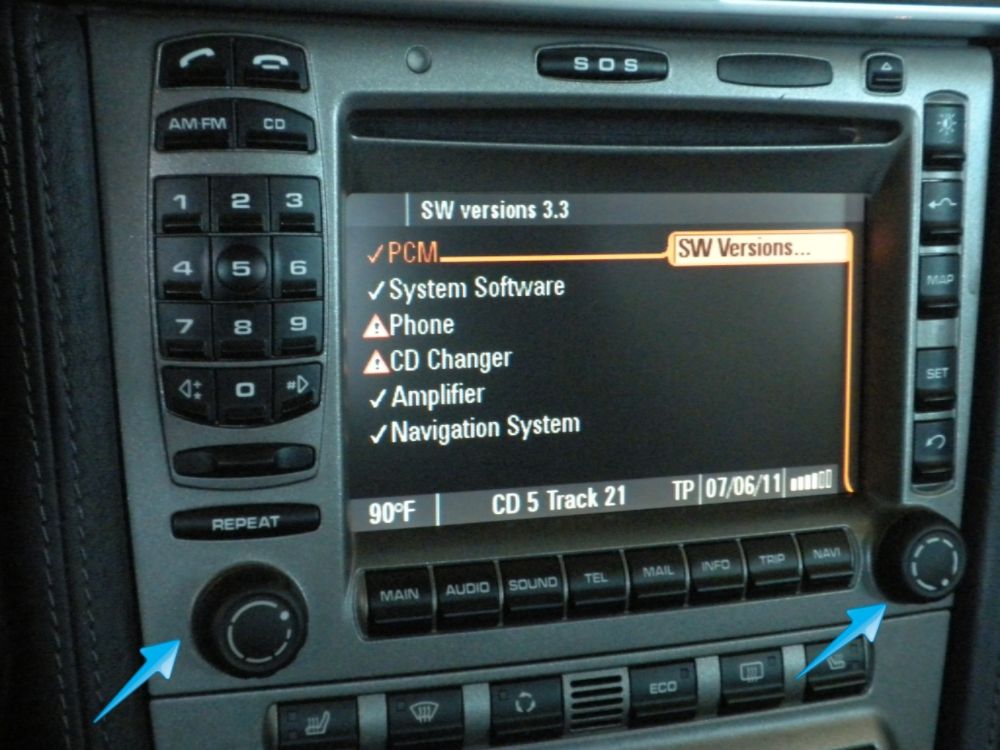 SOS
AM·FM CD
1 2 3
4 5 6
7 8 9
0 #
REPEAT
SW versions 3.3
PCM SW Versions...
System Software
Phone
CD Changer
Amplifier
Navigation System
90°F CD 5 Track 21 TP 07/06/11
MAP
SET
MAIN AUDIO SOUND TEL MAIL INFO TRIP NAVI
ECO